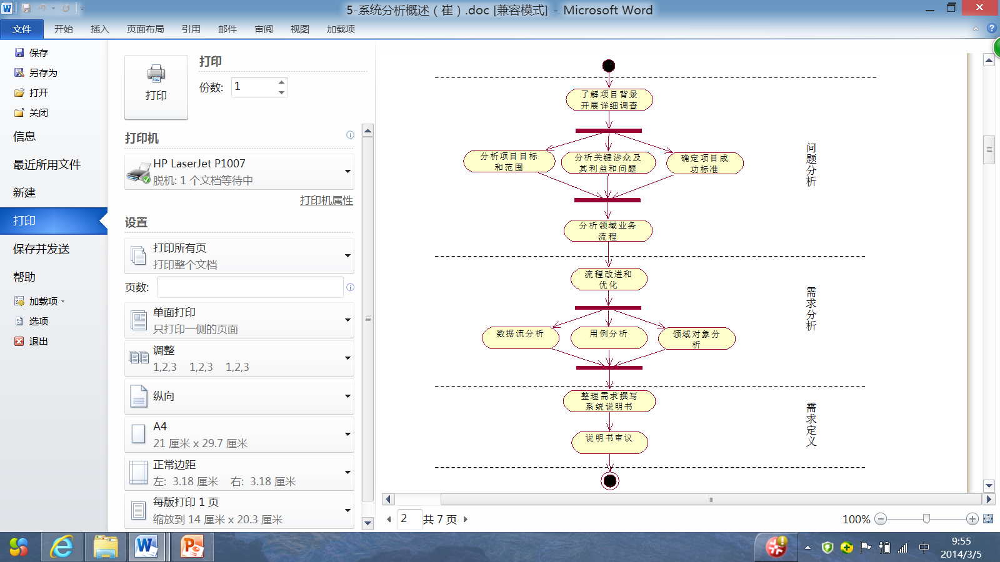 5-系统分析概述（崔）.doc [兼容模式] - Microsoft Word
文件 开始 插入 页面布局 引用 邮件 审阅 视图 加载项
保存
另存为
打开
关闭
信息
最近所用文件
新建
打印
保存并发送
帮助
加载项
选项
退出
打印
打印
份数: 1
打印机
HP LaserJet P1007
脱机: 1 个文档等待中
打印机属性
设置
打印所有页
打印整个文档
页数:
单面打印
只打印一侧的页面
调整
1,2,3 1,2,3 1,2,3
纵向
A4
21 厘米 x 29.7 厘米
正常边距
左: 3.18 厘米 右: 3.18 厘米
每版打印 1 页
缩放到 14 厘米 x 20.3 厘米
了解项目背景
开展详细调查
分析项目目标
和范围
分析关键涉众及
其利益和问题
确定项目成
功标准
分析领域业务
流程
问题分析
流程改进和
优化
数据流分析
用例分析
领域对象分
析
需求分析
整理需求撰写
系统说明书
说明书审议
需求定义
2 共 7 页
100%
中
9:55
2014/3/5